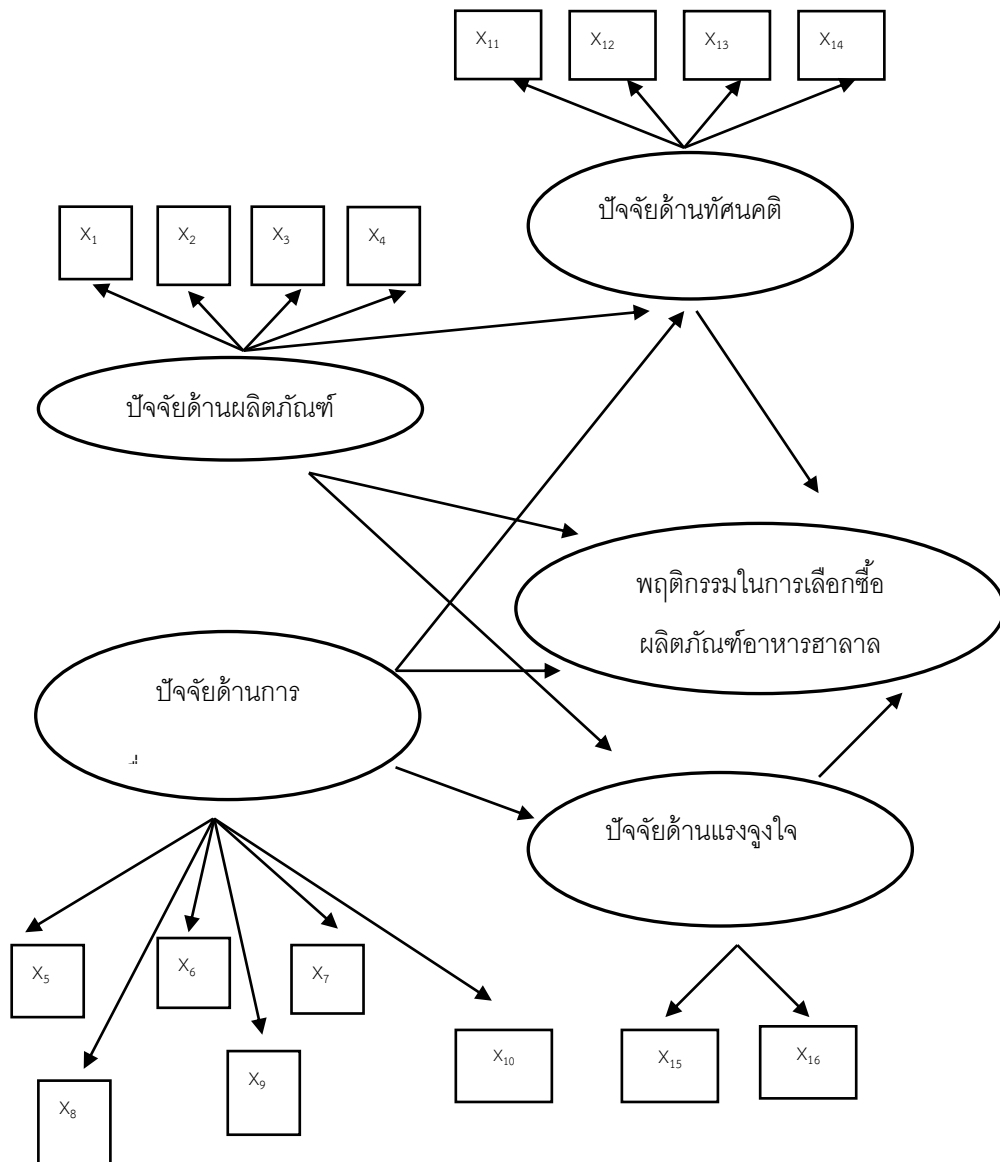 X₁₁ X₁₂ X₁₃ X₁₄
ปัจจัยด้านทัศนคติ
X₁ X₂ X₃ X₄
ปัจจัยด้านผลิตภัณฑ์
พฤติกรรมในการเลือกซื้อ
ผลิตภัณฑ์อาหารฮาลาล
ปัจจัยด้านการ
ปัจจัยด้านแรงจูงใจ
X₅ X₆ X₇
X₁₀ X₁₅ X₁₆
X₈ X₉